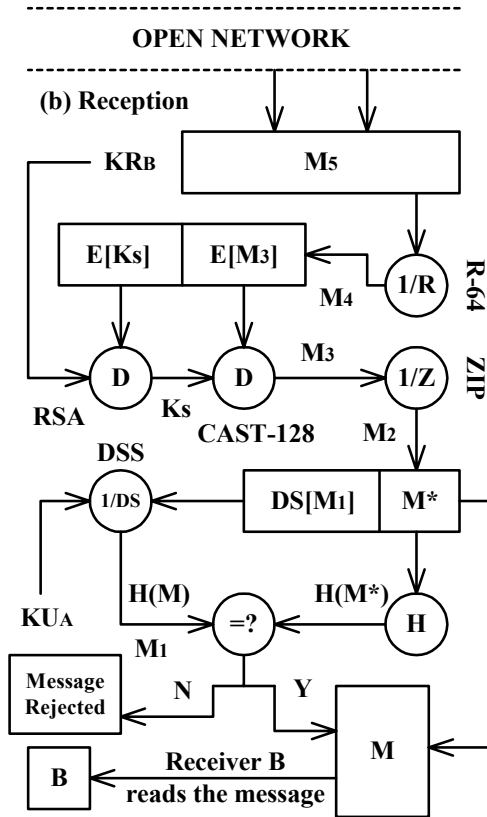 OPEN NETWORK
(b) Reception
KRB
M5
E[Ks]
E[M3]
M4
1/R
R-64
D
D
M3
1/Z
ZIP
RSA
Ks
CAST-128
M2
DSS
1/DS
DS[M1]
M*
KUA
H(M)
M1
=?
H(M*)
H
Message
Rejected
N
Y
M
B
Receiver B
reads the message